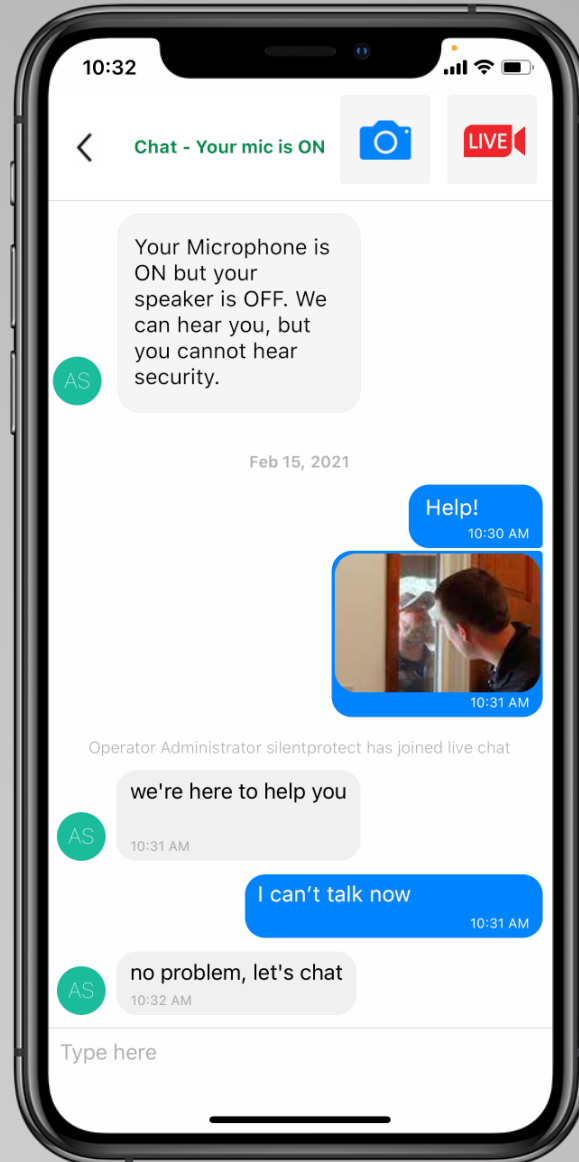 10:32
Chat - Your mic is ON
LIVE
Your Microphone is
ON but your
speaker is OFF. We
can hear you, but
you cannot hear
security.
AS
Feb 15, 2021
Help!
10:30 AM
10:31 AM
Operator Administrator silentprotect has joined live chat
we're here to help you
AS
10:31 AM
I can’t talk now
10:31 AM
no problem, let's chat
AS
10:32 AM
Type here